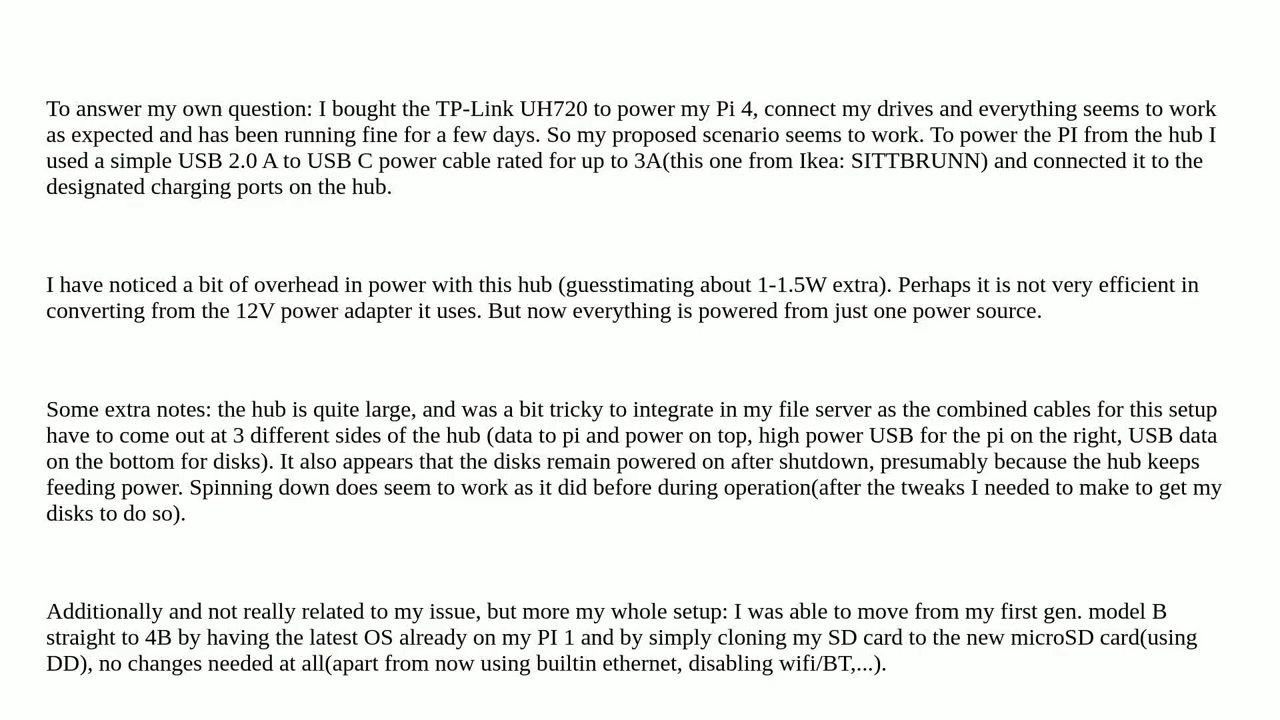 To answer my own question: I bought the TP-Link UH720 to power my Pi 4, connect my drives and everything seems to work
as expected and has been running fine for a few days. So my proposed scenario seems to work. To power the PI from the hub I
used a simple USB 2.0 A to USB C power cable rated for up to 3A(this one from Ikea: SITTBRUNN) and connected it to the
designated charging ports on the hub.
I have noticed a bit of overhead in power with this hub (guesstimating about 1-1.5W extra). Perhaps it is not very efficient in
converting from the 12V power adapter it uses. But now everything is powered from just one power source.
Some extra notes: the hub is quite large, and was a bit tricky to integrate in my file server as the combined cables for this setup
have to come out at 3 different sides of the hub (data to pi and power on top, high power USB for the pi on the right, USB data
on the bottom for disks). It also appears that the disks remain powered on after shutdown, presumably because the hub keeps
feeding power. Spinning down does seem to work as it did before during operation(after the tweaks I needed to make to get my
disks to do so).
Additionally and not really related to my issue, but more my whole setup: I was able to move from my first gen. model B
straight to 4B by having the latest OS already on my PI 1 and by simply cloning my SD card to the new microSD card(using
DD), no changes needed at all(apart from now using builtin ethernet, disabling wifi/BT,...).